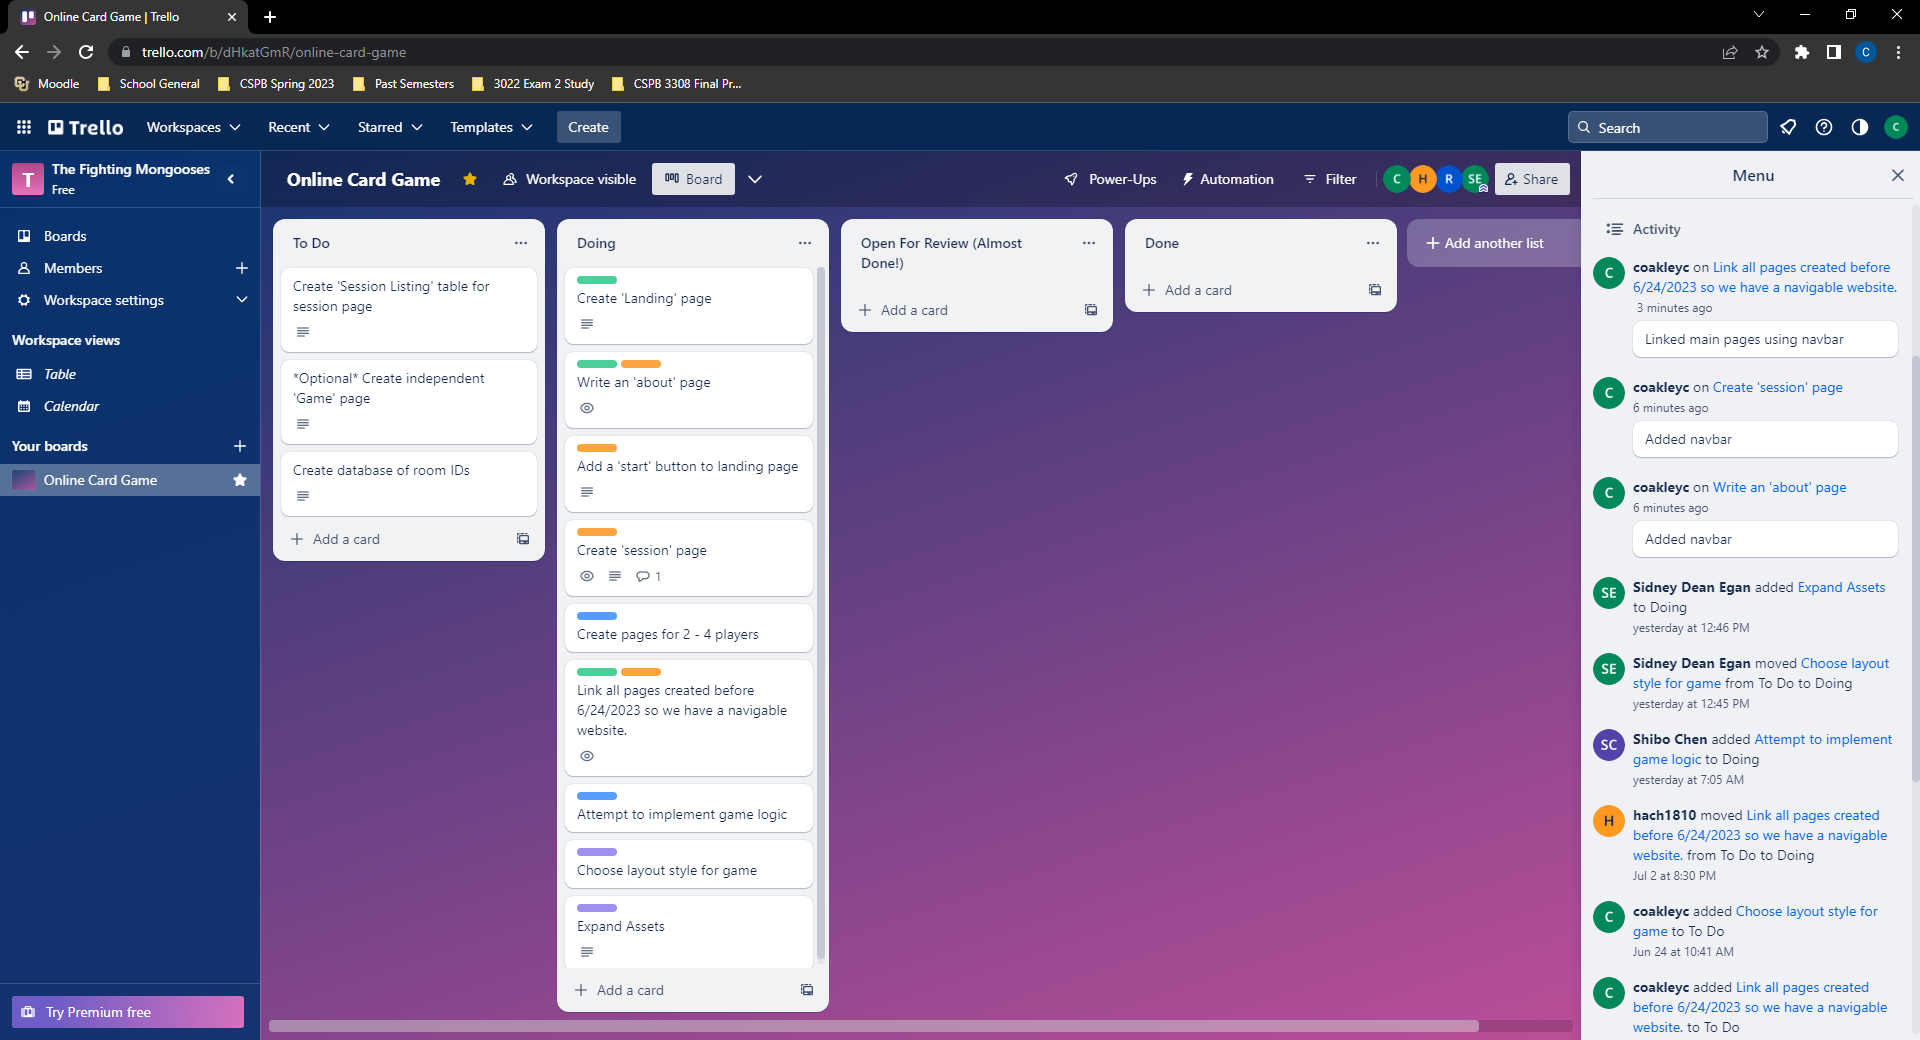 Online Card Game | Trello
trello.com/b/dHkatGmR/online-card-game
C
Moodle
School General
CSPB Spring 2023
Past Semesters
3022 Exam 2 Study
CSPB 3308 Final Pr...
Trello
Workspaces
Recent
Starred
Templates
Create
Search
C
T
The Fighting Mongooses
Free
Boards
Members
Workspace settings
Workspace views
Table
Calendar
Your boards
Online Card Game
Try Premium free
Online Card Game
Workspace visible
Board
Power-Ups
Automation
Filter
C
H
R
SE
Share
To Do
Create 'Session Listing' table for
session page
*Optional* Create independent
'Game' page
Create database of room IDs
Add a card
Doing
Create 'Landing' page
Write an 'about' page
Add a 'start' button to landing page
Create 'session' page
1
Create pages for 2 - 4 players
Link all pages created before
6/24/2023 so we have a navigable
website.
Attempt to implement game logic
Choose layout style for game
Expand Assets
Add a card
Open For Review (Almost
Done!)
Add a card
Done
Add a card
Add another list
Menu
Activity
C
coakleyc on Link all pages created before
6/24/2023 so we have a navigable website.
3 minutes ago
Linked main pages using navbar
C
coakleyc on Create 'session' page
6 minutes ago
Added navbar
C
coakleyc on Write an 'about' page
6 minutes ago
Added navbar
SE
Sidney Dean Egan added Expand Assets
to Doing
yesterday at 12:46 PM
SE
Sidney Dean Egan moved Choose layout
style for game from To Do to Doing
yesterday at 12:45 PM
SC
Shibo Chen added Attempt to implement
game logic to Doing
yesterday at 7:05 AM
H
hach1810 moved Link all pages created
before 6/24/2023 so we have a navigable
website. from To Do to Doing
Jul 2 at 8:30 PM
C
coakleyc added Choose layout style for
game to To Do
Jun 24 at 10:41 AM
C
coakleyc added Link all pages created
before 6/24/2023 so we have a navigable
website. to To Do